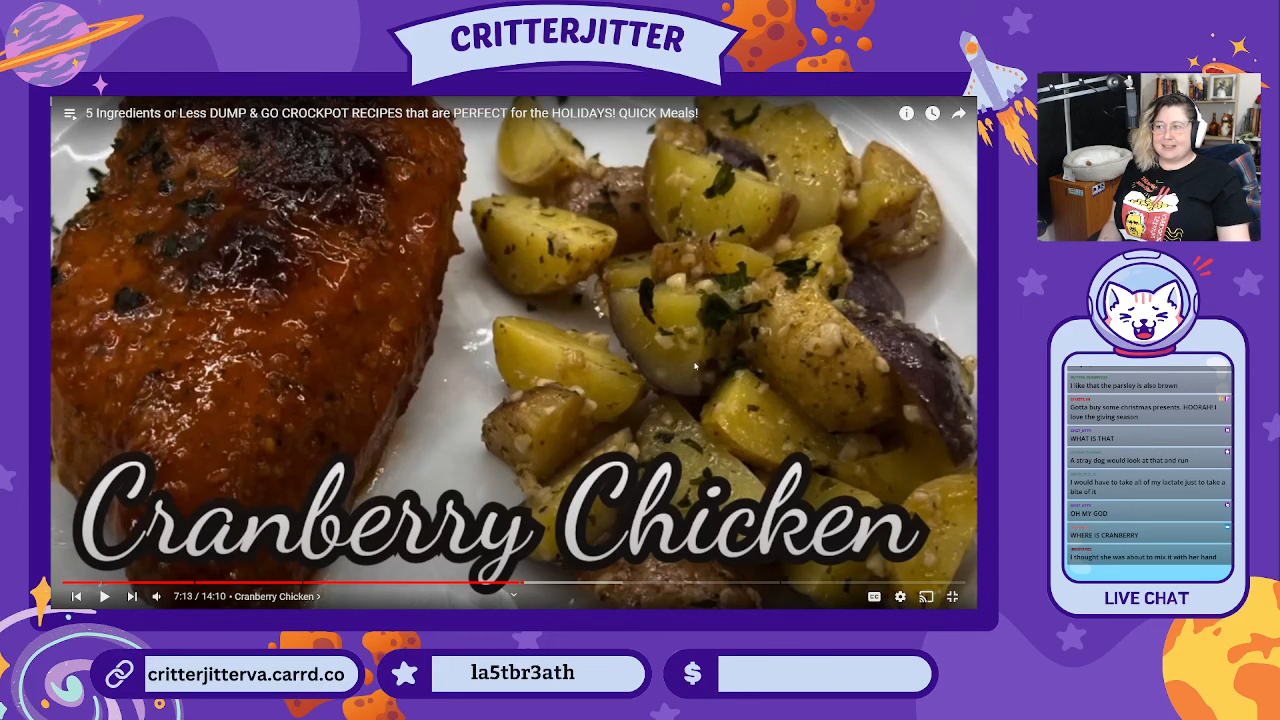 CRITTERJITTER
5 Ingredients or Less DUMP & GO CROCKPOT RECIPES that are PERFECT for the HOLIDAYS! QUICK Meals!
Cranberry Chicken
7:13 / 14:10 • Cranberry Chicken >
CC
I like that the parsley is also brown
Gotta buy some christmas presents. HOORAH! I
love the giving season
WHAT IS THAT
A stray dog would look at that and run
I would have to take all of my lactate just to take a
bite of it
OH MY GOD
WHERE IS CRANBERRY
I thought she was about to mix it with her hand
LIVE CHAT
critterjitterva.carrd.co
la5tbr3ath
$